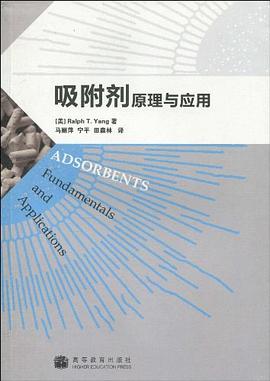 吸附剂原理与应用
[美] Ralph T. Yang 著
马丽萍 宁平 田森林 译
ADSORBENTS
Fundamentals
and
Applications
高等教育出版社
HIGHER EDUCATION PRESS